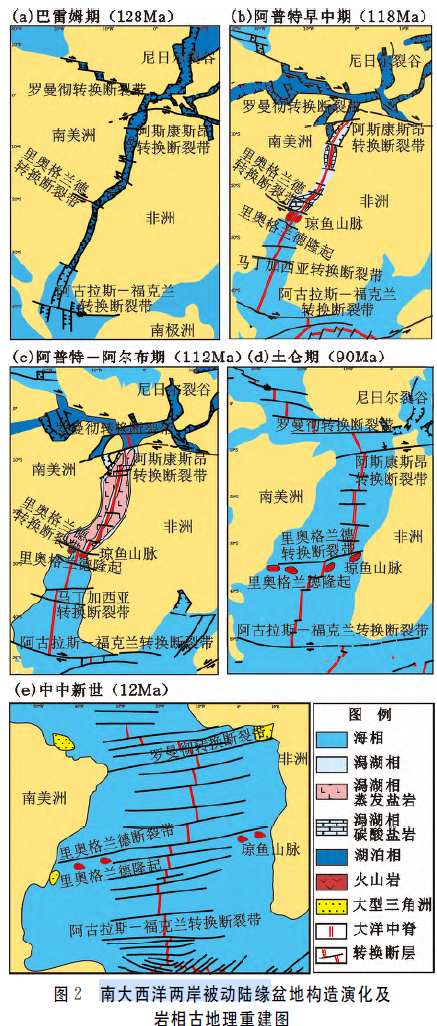 (a)巴雷姆期(128Ma)
尼日尔裂谷
罗曼彻转换断裂带
南美洲
阿斯康斯昂
转换断裂带
里奥格兰德
转换断裂带
非洲
阿古拉斯－福克兰
转换断裂带
南极洲
(b)阿普特早中期(118Ma)
尼日尔裂谷
罗曼彻转换断裂带
南美洲
阿斯康斯昂
转换断裂带
里奥格兰德
转换断裂带
非洲
里奥格兰德隆起
琼鱼山脉
马丁加西亚转换断裂带
阿古拉斯－福克兰
转换断裂带
(c)阿普特－阿尔布期(112Ma)
尼日尔裂谷
罗曼彻转换断裂带
南美洲
阿斯康斯昂
转换断裂带
里奥格兰德
转换断裂带
非洲
里奥格兰德隆起
琼鱼山脉
马丁加西亚
转换断裂带
阿古拉斯－福克兰转换断裂带
(d)土仑期(90Ma)
尼日尔裂谷
罗曼彻转换断裂带
阿斯康斯昂
转换断裂带
南美洲
非洲
里奥格兰德
转换断裂带
里奥格兰德隆起
琼鱼山脉
阿古拉斯－福克兰转换断裂带
(e)中中新世(12Ma)
罗曼彻转换断裂带
非洲
南美洲
里奥格兰德断裂带
里奥格兰德隆起
琼鱼山脉
阿古拉斯－福克兰转换断裂带
图 例
海相
潟湖相
潟湖相
蒸发盐岩
潟湖相
碳酸盐岩
湖泊相
火山岩
大型三角洲
大洋中脊
转换断层
图 2 南大西洋两岸被动陆缘盆地构造演化及
岩相古地理重建图